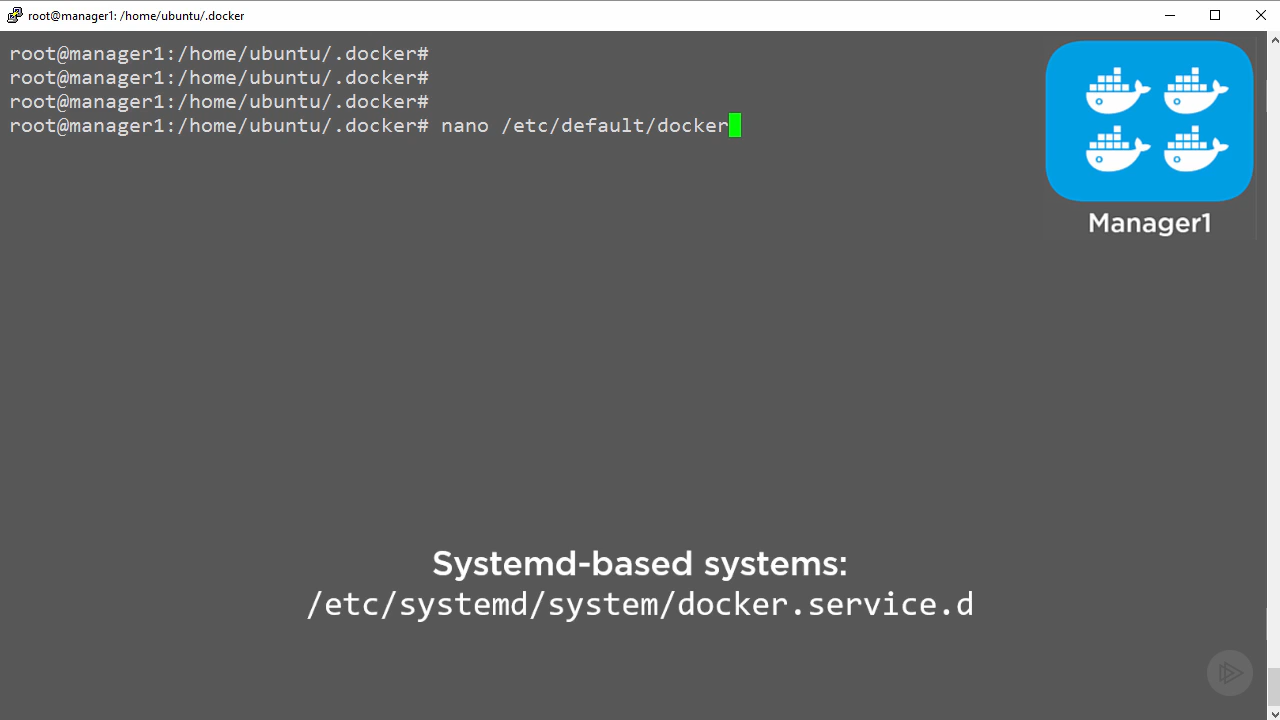 root@manager1: /home/ubuntu/.docker
root@manager1:/home/ubuntu/.docker#
root@manager1:/home/ubuntu/.docker#
root@manager1:/home/ubuntu/.docker#
root@manager1:/home/ubuntu/.docker# nano /etc/default/docker
Manager1
Systemd-based systems:
/etc/systemd/system/docker.service.d